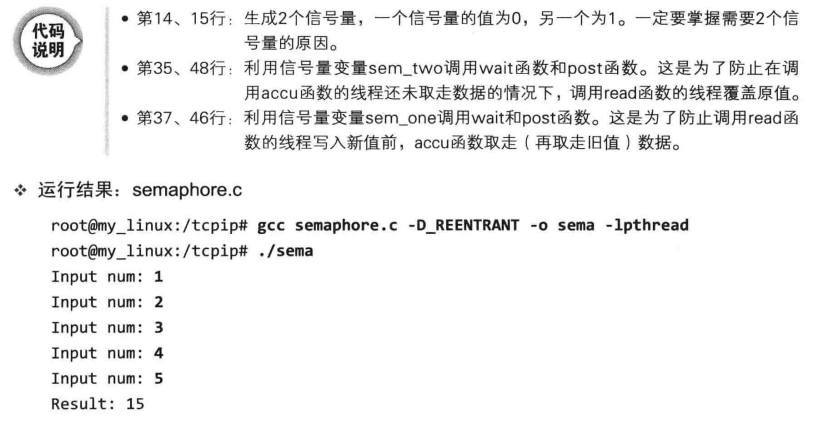 代码
说明
• 第14、15行：生成2个信号量，一个信号量的值为0，另一个为1。一定要掌握需要2个信
号量的原因。
• 第35、48行：利用信号量变量sem_two调用wait函数和post函数。这是为了防止在调
用accu函数的线程还未取走数据的情况下，调用read函数的线程覆盖原值。
• 第37、46行：利用信号量变量sem_one调用wait和post函数。这是为了防止调用read函
数的线程写入新值前，accu函数取走（再取走旧值）数据。
❖ 运行结果：semaphore.c
root@my_linux:/tcpip# gcc semaphore.c -D_REENTRANT -o sema -lpthread
root@my_linux:/tcpip# ./sema
Input num: 1
Input num: 2
Input num: 3
Input num: 4
Input num: 5
Result: 15